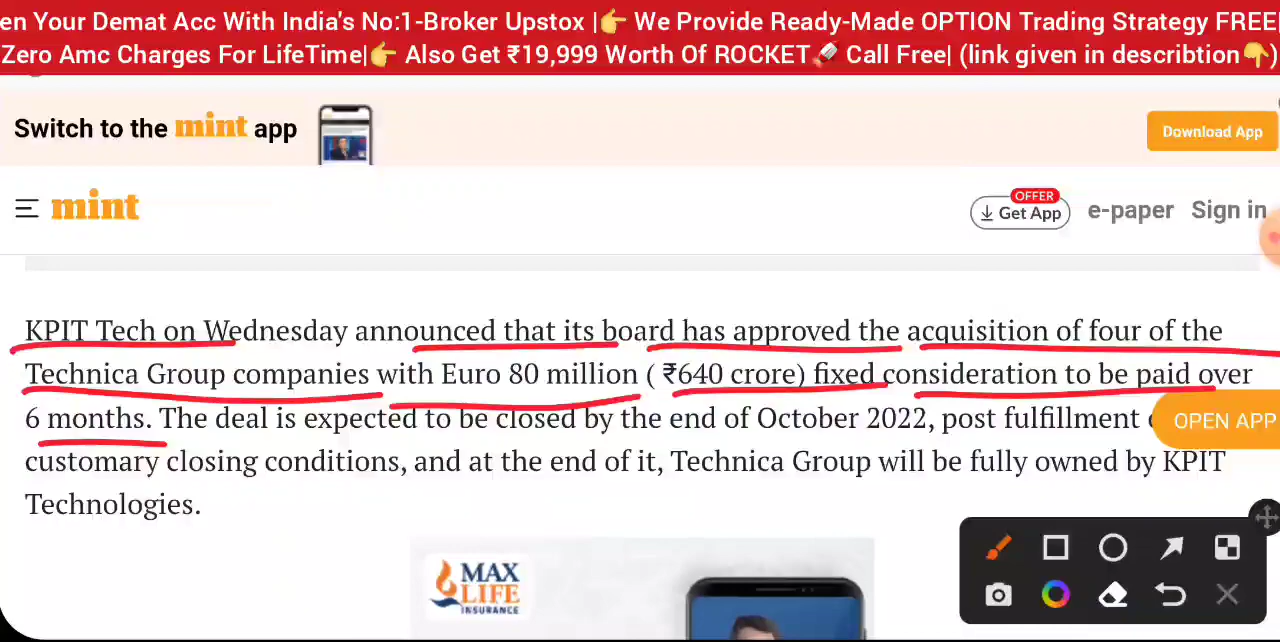 en Your Demat Acc With India's No:1-Broker Upstox |👉 We Provide Ready-Made OPTION Trading Strategy FREE
Zero Amc Charges For LifeTime|👉 Also Get ₹19,999 Worth Of ROCKET🚀 Call Free| (link given in describtion👇)
Switch to the mint app
Download App
mint
OFFER
Get App
e-paper
Sign in
KPIT Tech on Wednesday announced that its board has approved the acquisition of four of the
Technica Group companies with Euro 80 million ( ₹640 crore) fixed consideration to be paid over
6 months. The deal is expected to be closed by the end of October 2022, post fulfillment
OPEN APP
customary closing conditions, and at the end of it, Technica Group will be fully owned by KPIT
Technologies.
MAX
LIFE
INSURANCE